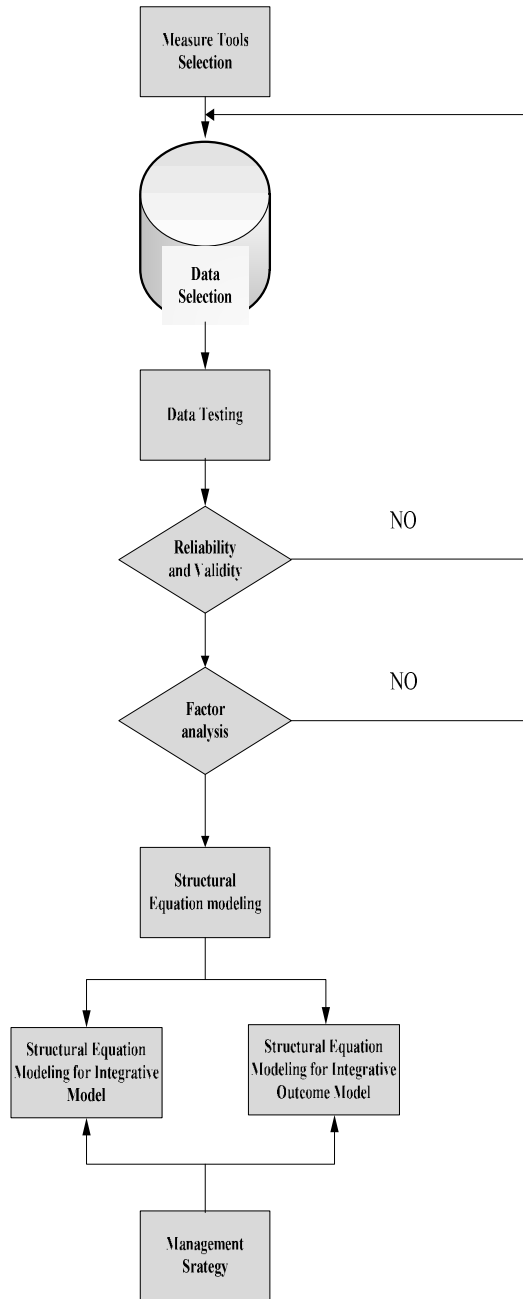 Measure Tools
Selection
Data
Selection
Data Testing
NO
Reliability
and Validity
NO
Factor
analysis
Structural
Equation modeling
Structural Equation
Modeling for Integrative
Model
Structural Equation
Modeling for Integrative
Outcome Model
Management
Srategy